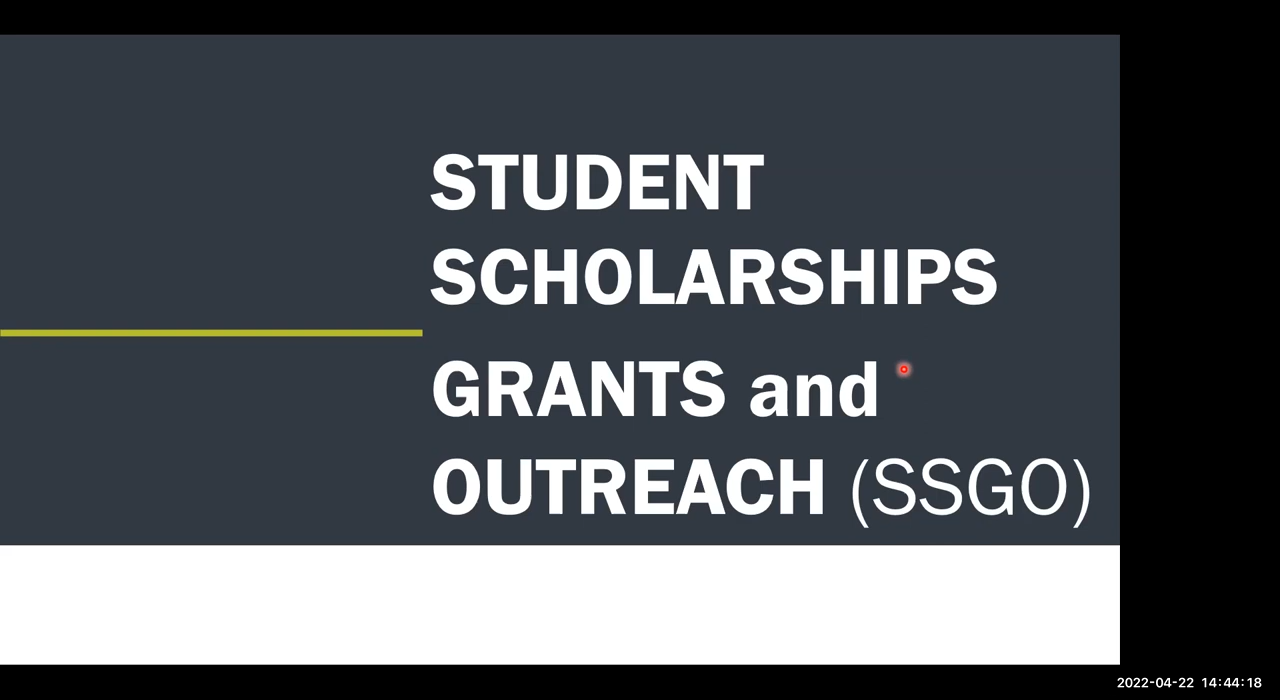 STUDENT
SCHOLARSHIPS
GRANTS and
OUTREACH (SSGO)
2022-04-22 14:44:18